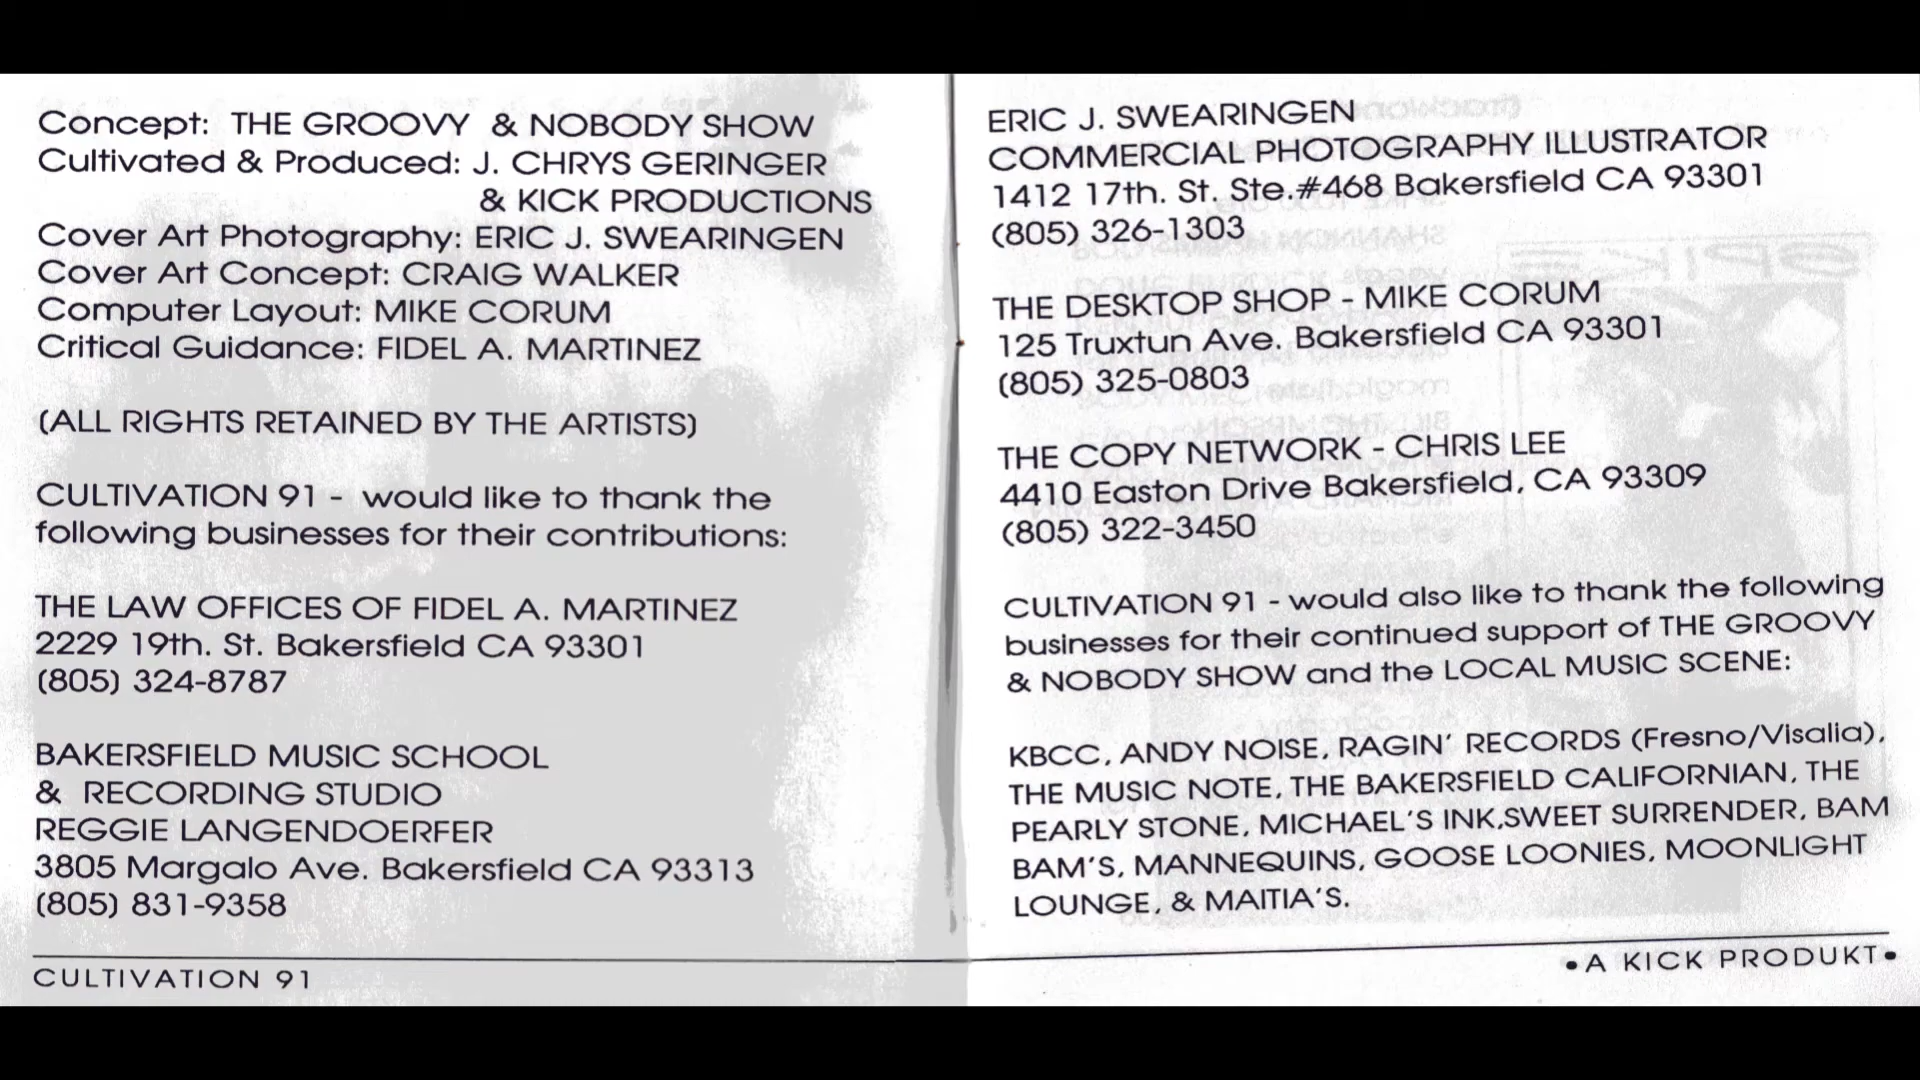 Concept: THE GROOVY & NOBODY SHOW
Cultivated & Produced: J. CHRYS GERINGER
& KICK PRODUCTIONS
Cover Art Photography: ERIC J. SWEARINGEN
Cover Art Concept: CRAIG WALKER
Computer Layout: MIKE CORUM
Critical Guidance: FIDEL A. MARTINEZ
(ALL RIGHTS RETAINED BY THE ARTISTS)
CULTIVATION 91 - would like to thank the
following businesses for their contributions:
THE LAW OFFICES OF FIDEL A. MARTINEZ
2229 19th. St. Bakersfield CA 93301
(805) 324-8787
BAKERSFIELD MUSIC SCHOOL
& RECORDING STUDIO
REGGIE LANGENDOERFER
3805 Margalo Ave. Bakersfield CA 93313
(805) 831-9358
CULTIVATION 91
ERIC J. SWEARINGEN
COMMERCIAL PHOTOGRAPHY ILLUSTRATOR
1412 17th. St. Ste.#468 Bakersfield CA 93301
(805) 326-1303
THE DESKTOP SHOP - MIKE CORUM
125 Truxtun Ave. Bakersfield CA 93301
(805) 325-0803
THE COPY NETWORK - CHRIS LEE
4410 Easton Drive Bakersfield, CA 93309
(805) 322-3450
CULTIVATION 91 - would also like to thank the following
businesses for their continued support of THE GROOVY
& NOBODY SHOW and the LOCAL MUSIC SCENE:
KBCC, ANDY NOISE, RAGIN' RECORDS (Fresno/Visalia),
THE MUSIC NOTE, THE BAKERSFIELD CALIFORNIAN, THE
PEARLY STONE, MICHAEL'S INK,SWEET SURRENDER, BAM
BAM'S, MANNEQUINS, GOOSE LOONIES, MOONLIGHT
LOUNGE, & MAITIA'S.
•A KICK PRODUKT•